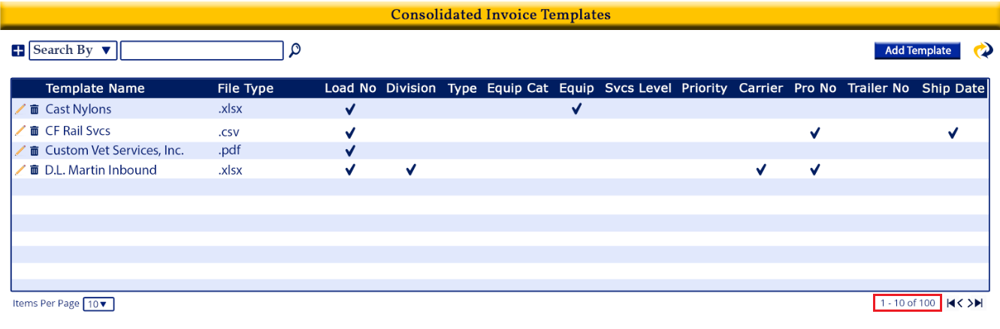 Consolidated Invoice Templates
Search By
Add Template
Template Name File Type Load No Division Type Equip Cat Equip Svcs Level Priority Carrier Pro No Trailer No Ship Date
Cast Nylons .xlsx
CF Rail Svcs .csv
Custom Vet Services, Inc. .pdf
D.L. Martin Inbound .xlsx
Items Per Page 10 1 - 10 of 100